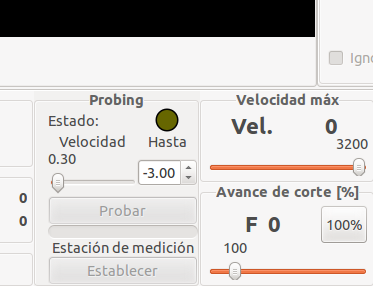 Igno
Probing
Estado:
Velocidad Hasta
0.30
-3.00
Probar
Estación de medición
Establecer
0
0
Velocidad máx
Vel. 0
3200
Avance de corte [%]
F 0 100%
100